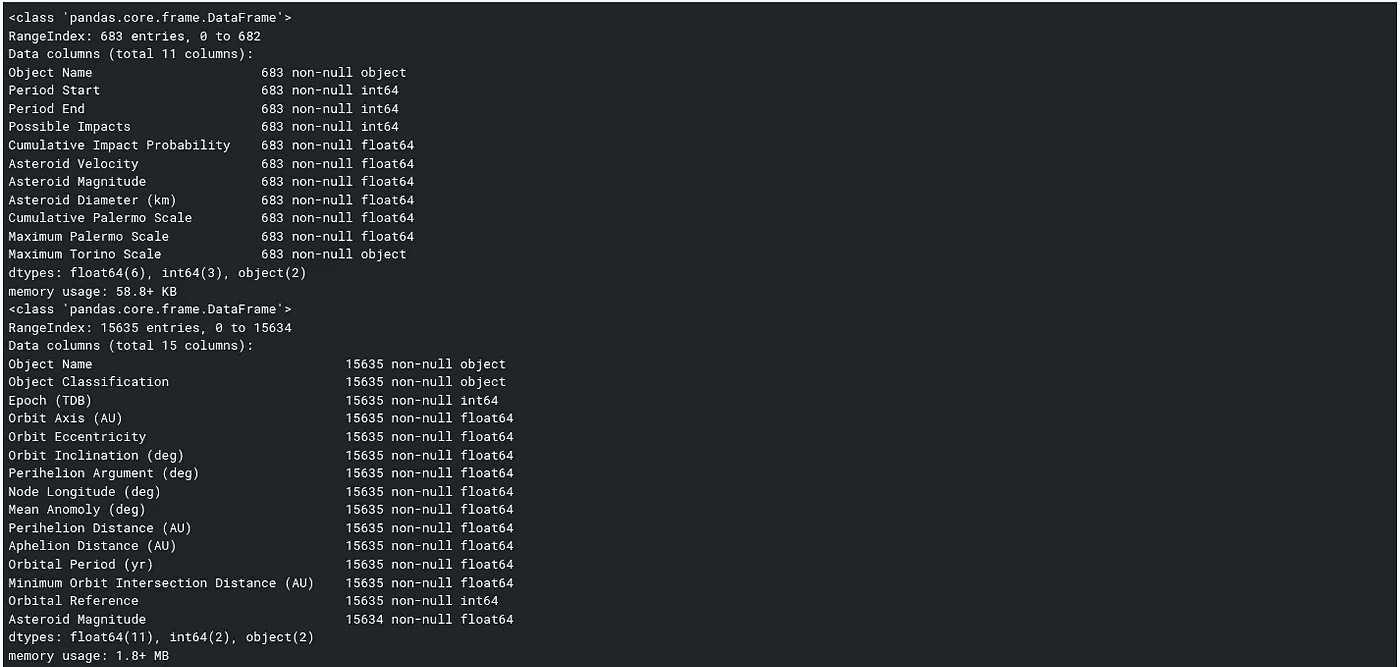 <class 'pandas.core.frame.DataFrame'>
RangeIndex: 683 entries, 0 to 682
Data columns (total 11 columns):
Object Name                      683 non-null object
Period Start                     683 non-null int64
Period End                       683 non-null int64
Possible Impacts                 683 non-null int64
Cumulative Impact Probability    683 non-null float64
Asteroid Velocity                683 non-null float64
Asteroid Magnitude               683 non-null float64
Asteroid Diameter (km)           683 non-null float64
Cumulative Palermo Scale         683 non-null float64
Maximum Palermo Scale            683 non-null float64
Maximum Torino Scale             683 non-null object
dtypes: float64(6), int64(3), object(2)
memory usage: 58.8+ KB
<class 'pandas.core.frame.DataFrame'>
RangeIndex: 15635 entries, 0 to 15634
Data columns (total 15 columns):
Object Name                                 15635 non-null object
Object Classification                       15635 non-null object
Epoch (TDB)                                 15635 non-null int64
Orbit Axis (AU)                             15635 non-null float64
Orbit Eccentricity                          15635 non-null float64
Orbit Inclination (deg)                     15635 non-null float64
Perihelion Argument (deg)                   15635 non-null float64
Node Longitude (deg)                        15635 non-null float64
Mean Anomoly (deg)                          15635 non-null float64
Perihelion Distance (AU)                    15635 non-null float64
Aphelion Distance (AU)                      15635 non-null float64
Orbital Period (yr)                         15635 non-null float64
Minimum Orbit Intersection Distance (AU)    15635 non-null float64
Orbital Reference                           15635 non-null int64
Asteroid Magnitude                          15634 non-null float64
dtypes: float64(11), int64(2), object(2)
memory usage: 1.8+ MB